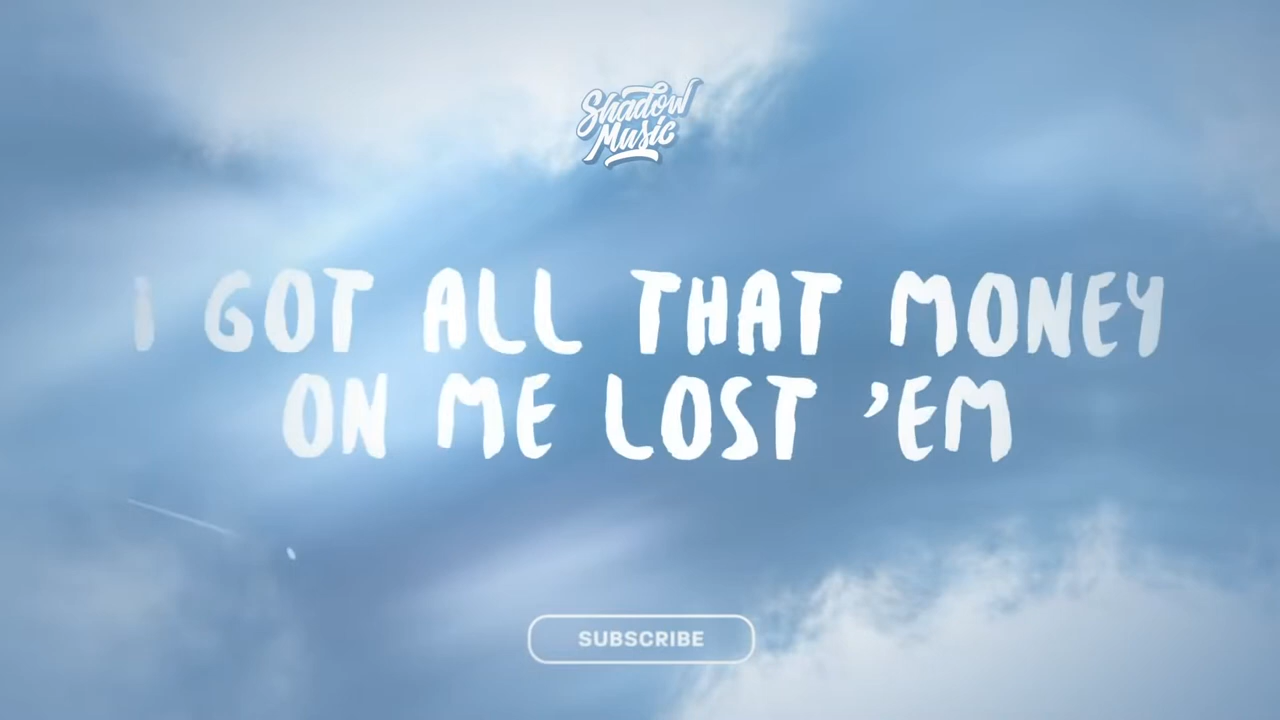 Shadow
Music
I GOT ALL THAT MONEY
ON ME LOST 'EM
SUBSCRIBE